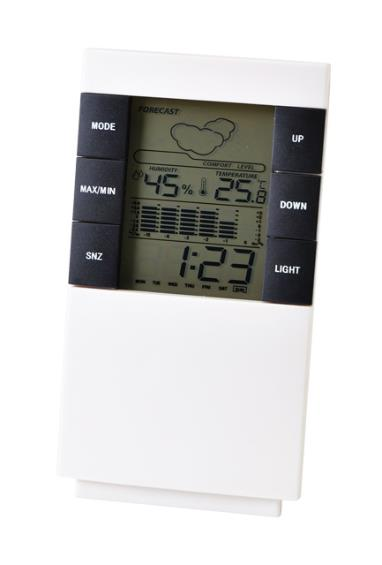 FORECAST
MODE
UP
COMFORT LEVEL
HUMIDITY TEMPERATURE
45% 25.8°C
MAX/MIN
DOWN
1:23
SNZ
LIGHT
MON TUE WED THU FRI SAT SUN